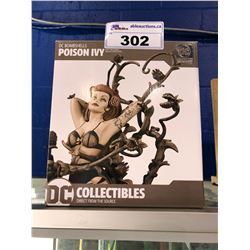 ableauctions.ca
302
DC BOMBSHELLS
POISON IVY
DC COLLECTIBLES
DIRECT FROM THE SOURCE